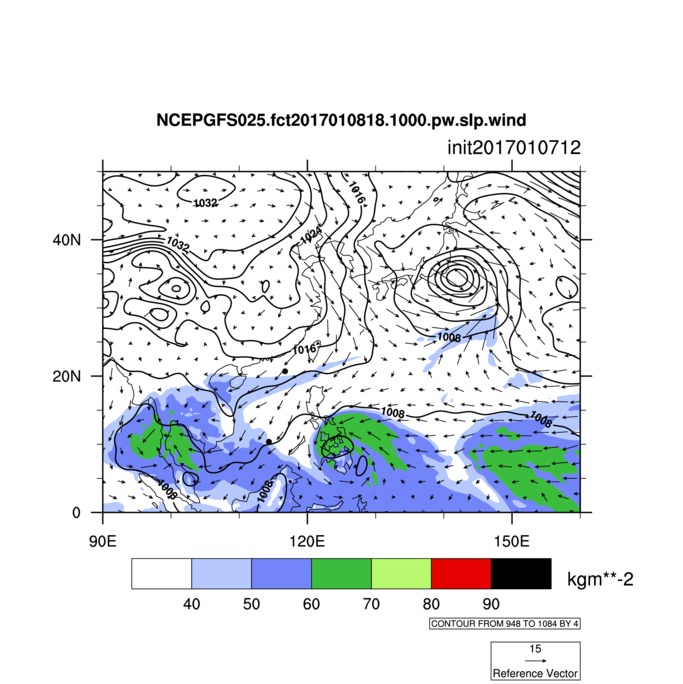 NCEPGFS025.fct2017010818.1000.pw.slp.wind
init2017010712
1016
1032
1024
1032
40N
1008
1016
20N
1008
1008
1008
1008
0
90E 120E 150E
kgm**-2
40 50 60 70 80 90
CONTOUR FROM 948 TO 1084 BY 4
15
Reference Vector